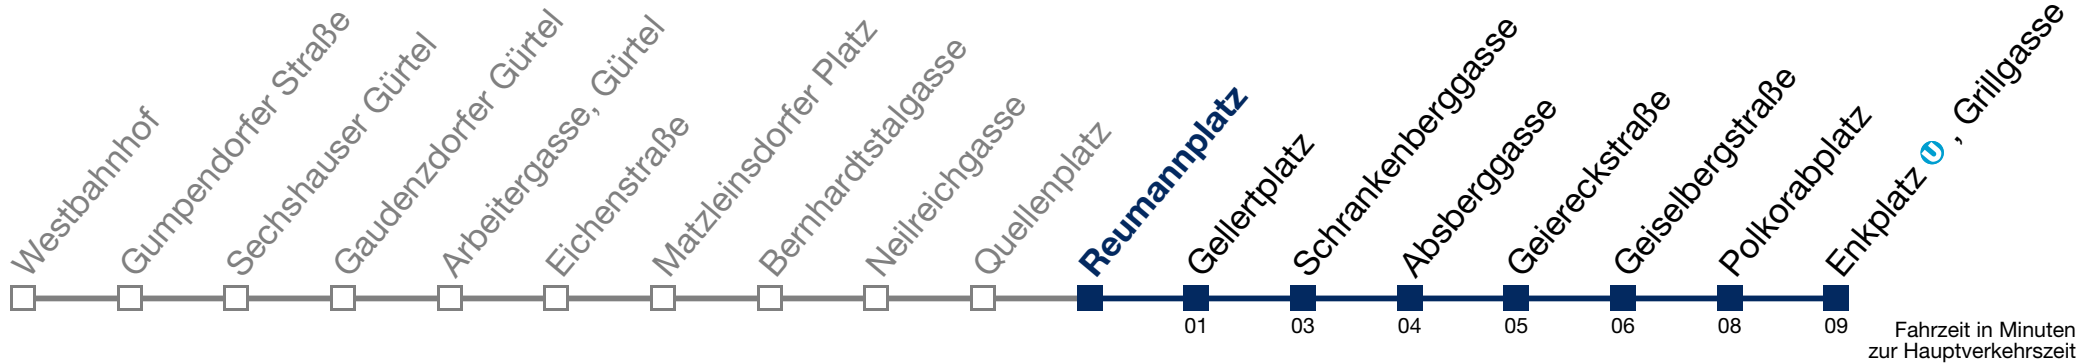 Westbahnhof
Gumpendorfer Straße
Sechshauser Gürtel
Gaudenzdorfer Gürtel
Arbeitergasse, Gürtel
Eichenstraße
Matzleinsdorfer Platz
Bernhardtstalgasse
Neilreichgasse
Quellenplatz
Reumannplatz
Gellertplatz
Schrankenberggasse
Absberggasse
Geiereckstraße
Geiselbergstraße
Polkorabplatz
Enkplatz U , Grillgasse
01 03 04 05 06 08 09
Fahrzeit in Minuten
zur Hauptverkehrszeit